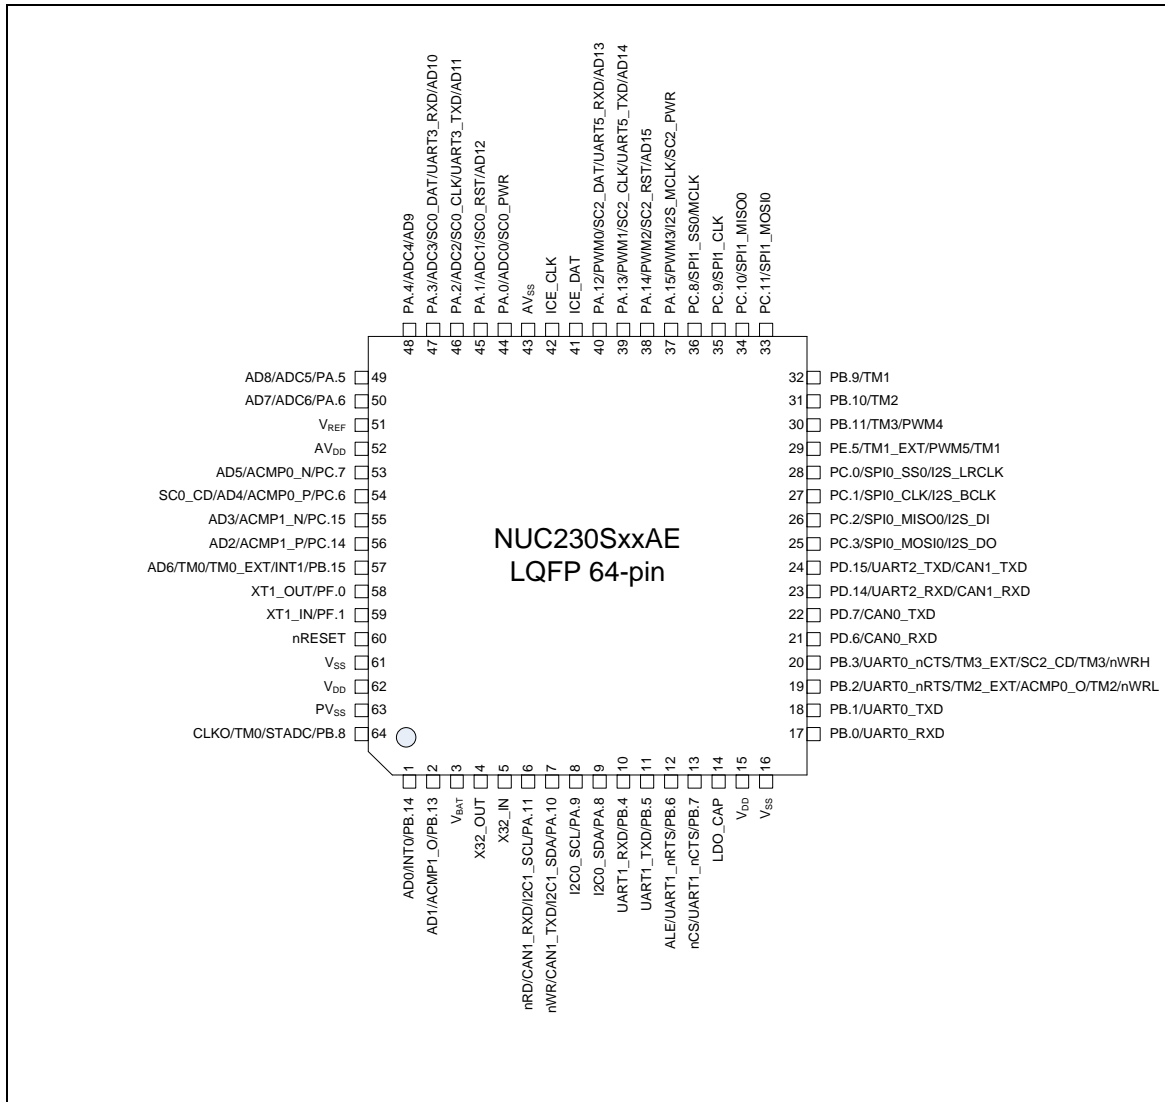 PA.4/ADC4/AD9
PA.3/ADC3/SC0_DAT/UART3_RXD/AD10
PA.2/ADC2/SC0_CLK/UART3_TXD/AD11
PA.1/ADC1/SC0_RST/AD12
PA.0/ADC0/SC0_PWR
AVSS
ICE_CLK
ICE_DAT
PA.12/PWM0/SC2_DAT/UART5_RXD/AD13
PA.13/PWM1/SC2_CLK/UART5_TXD/AD14
PA.14/PWM2/SC2_RST/AD15
PA.15/PWM3/I2S_MCLK/SC2_PWR
PC.8/SPI1_SS0/MCLK
PC.9/SPI1_CLK
PC.10/SPI1_MISO0
PC.11/SPI1_MOSI0
48 47 46 45 44 43 42 41 40 39 38 37 36 35 34 33
AD8/ADC5/PA.5 49
AD7/ADC6/PA.6 50
VREF 51
AVDD 52
AD5/ACMP0_N/PC.7 53
SC0_CD/AD4/ACMP0_P/PC.6 54
AD3/ACMP1_N/PC.15 55
AD2/ACMP1_P/PC.14 56
AD6/TM0/TM0_EXT/INT1/PB.15 57
XT1_OUT/PF.0 58
XT1_IN/PF.1 59
nRESET 60
VSS 61
VDD 62
PVSS 63
CLKO/TM0/STADC/PB.8 64
NUC230SxxAE
LQFP 64-pin
32 PB.9/TM1
31 PB.10/TM2
30 PB.11/TM3/PWM4
29 PE.5/TM1_EXT/PWM5/TM1
28 PC.0/SPI0_SS0/I2S_LRCLK
27 PC.1/SPI0_CLK/I2S_BCLK
26 PC.2/SPI0_MISO0/I2S_DI
25 PC.3/SPI0_MOSI0/I2S_DO
24 PD.15/UART2_TXD/CAN1_TXD
23 PD.14/UART2_RXD/CAN1_RXD
22 PD.7/CAN0_TXD
21 PD.6/CAN0_RXD
20 PB.3/UART0_nCTS/TM3_EXT/SC2_CD/TM3/nWRH
19 PB.2/UART0_nRTS/TM2_EXT/ACMP0_O/TM2/nWRL
18 PB.1/UART0_TXD
17 PB.0/UART0_RXD
1 2 3 4 5 6 7 8 9 10 11 12 13 14 15 16
AD0/INT0/PB.14
AD1/ACMP1_O/PB.13
VBAT
X32_OUT
X32_IN
nRD/CAN1_RXD/I2C1_SCL/PA.11
nWR/CAN1_TXD/I2C1_SDA/PA.10
I2C0_SCL/PA.9
I2C0_SDA/PA.8
UART1_RXD/PB.4
UART1_TXD/PB.5
ALE/UART1_nRTS/PB.6
nCS/UART1_nCTS/PB.7
LDO_CAP
VDD
VSS